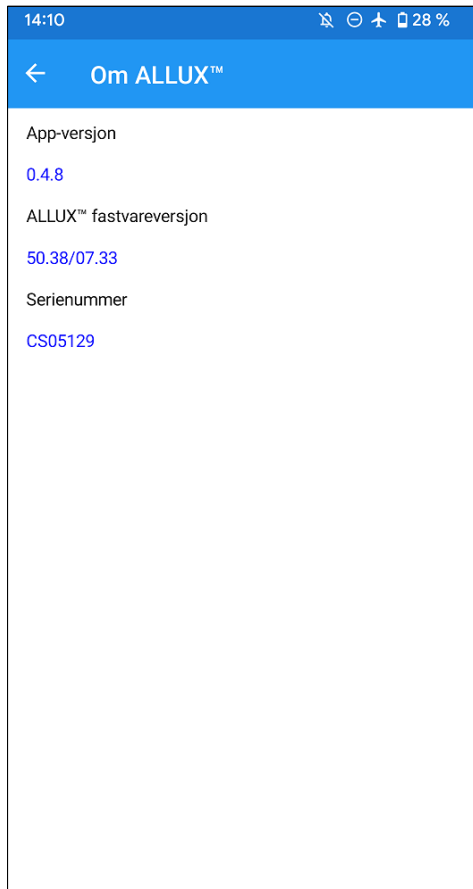 14:10 28 %
Om ALLUX™
App-versjon
0.4.8
ALLUX™ fastvareversjon
50.38/07.33
Serienummer
CS05129